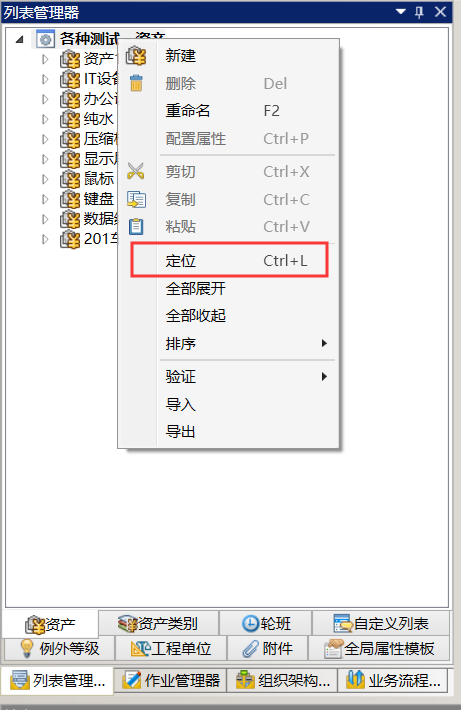 列表管理器
各种测试
资产
IT设
办公
纯水
压缩
显示
鼠标
键盘
数据
201
新建
删除 Del
重命名 F2
配置属性 Ctrl+P
剪切 Ctrl+X
复制 Ctrl+C
粘贴 Ctrl+V
定位 Ctrl+L
全部展开
全部收起
排序
验证
导入
导出
资产 资产类别 轮班 自定义列表
例外等级 工程单位 附件 全局属性模板
列表管理... 作业管理器 组织架构... 业务流程...